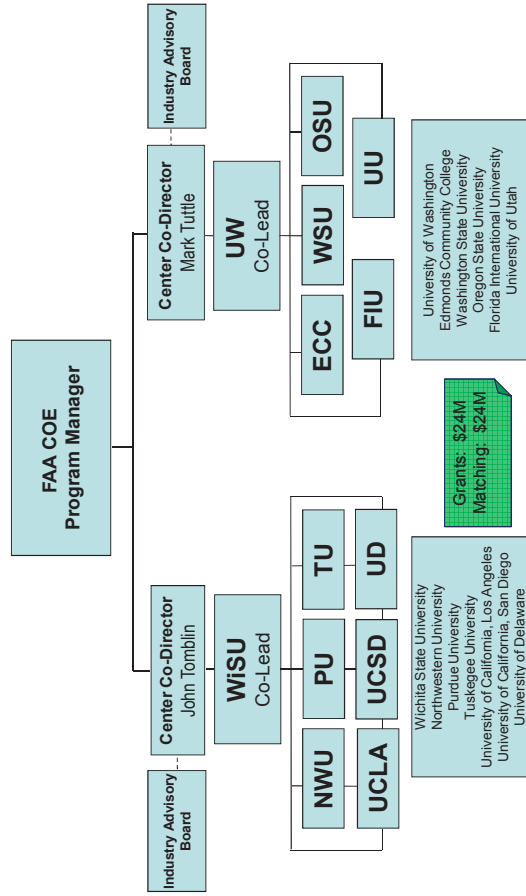 FAA COE
Program Manager
Industry Advisory
Board
Center Co-Director
John Tomblin
Center Co-Director
Mark Tuttle
Industry Advisory
Board
WiSU
Co-Lead
UW
Co-Lead
NWU
PU
TU
UCLA
UCSD
UD
ECC
WSU
OSU
FIU
UU
Wichita State University
Northwestern University
Purdue University
Tuskegee University
University of California, Los Angeles
University of California, San Diego
University of Delaware
Grants: $24M
Matching: $24M
University of Washington
Edmonds Community College
Washington State University
Oregon State University
Florida International University
University of Utah